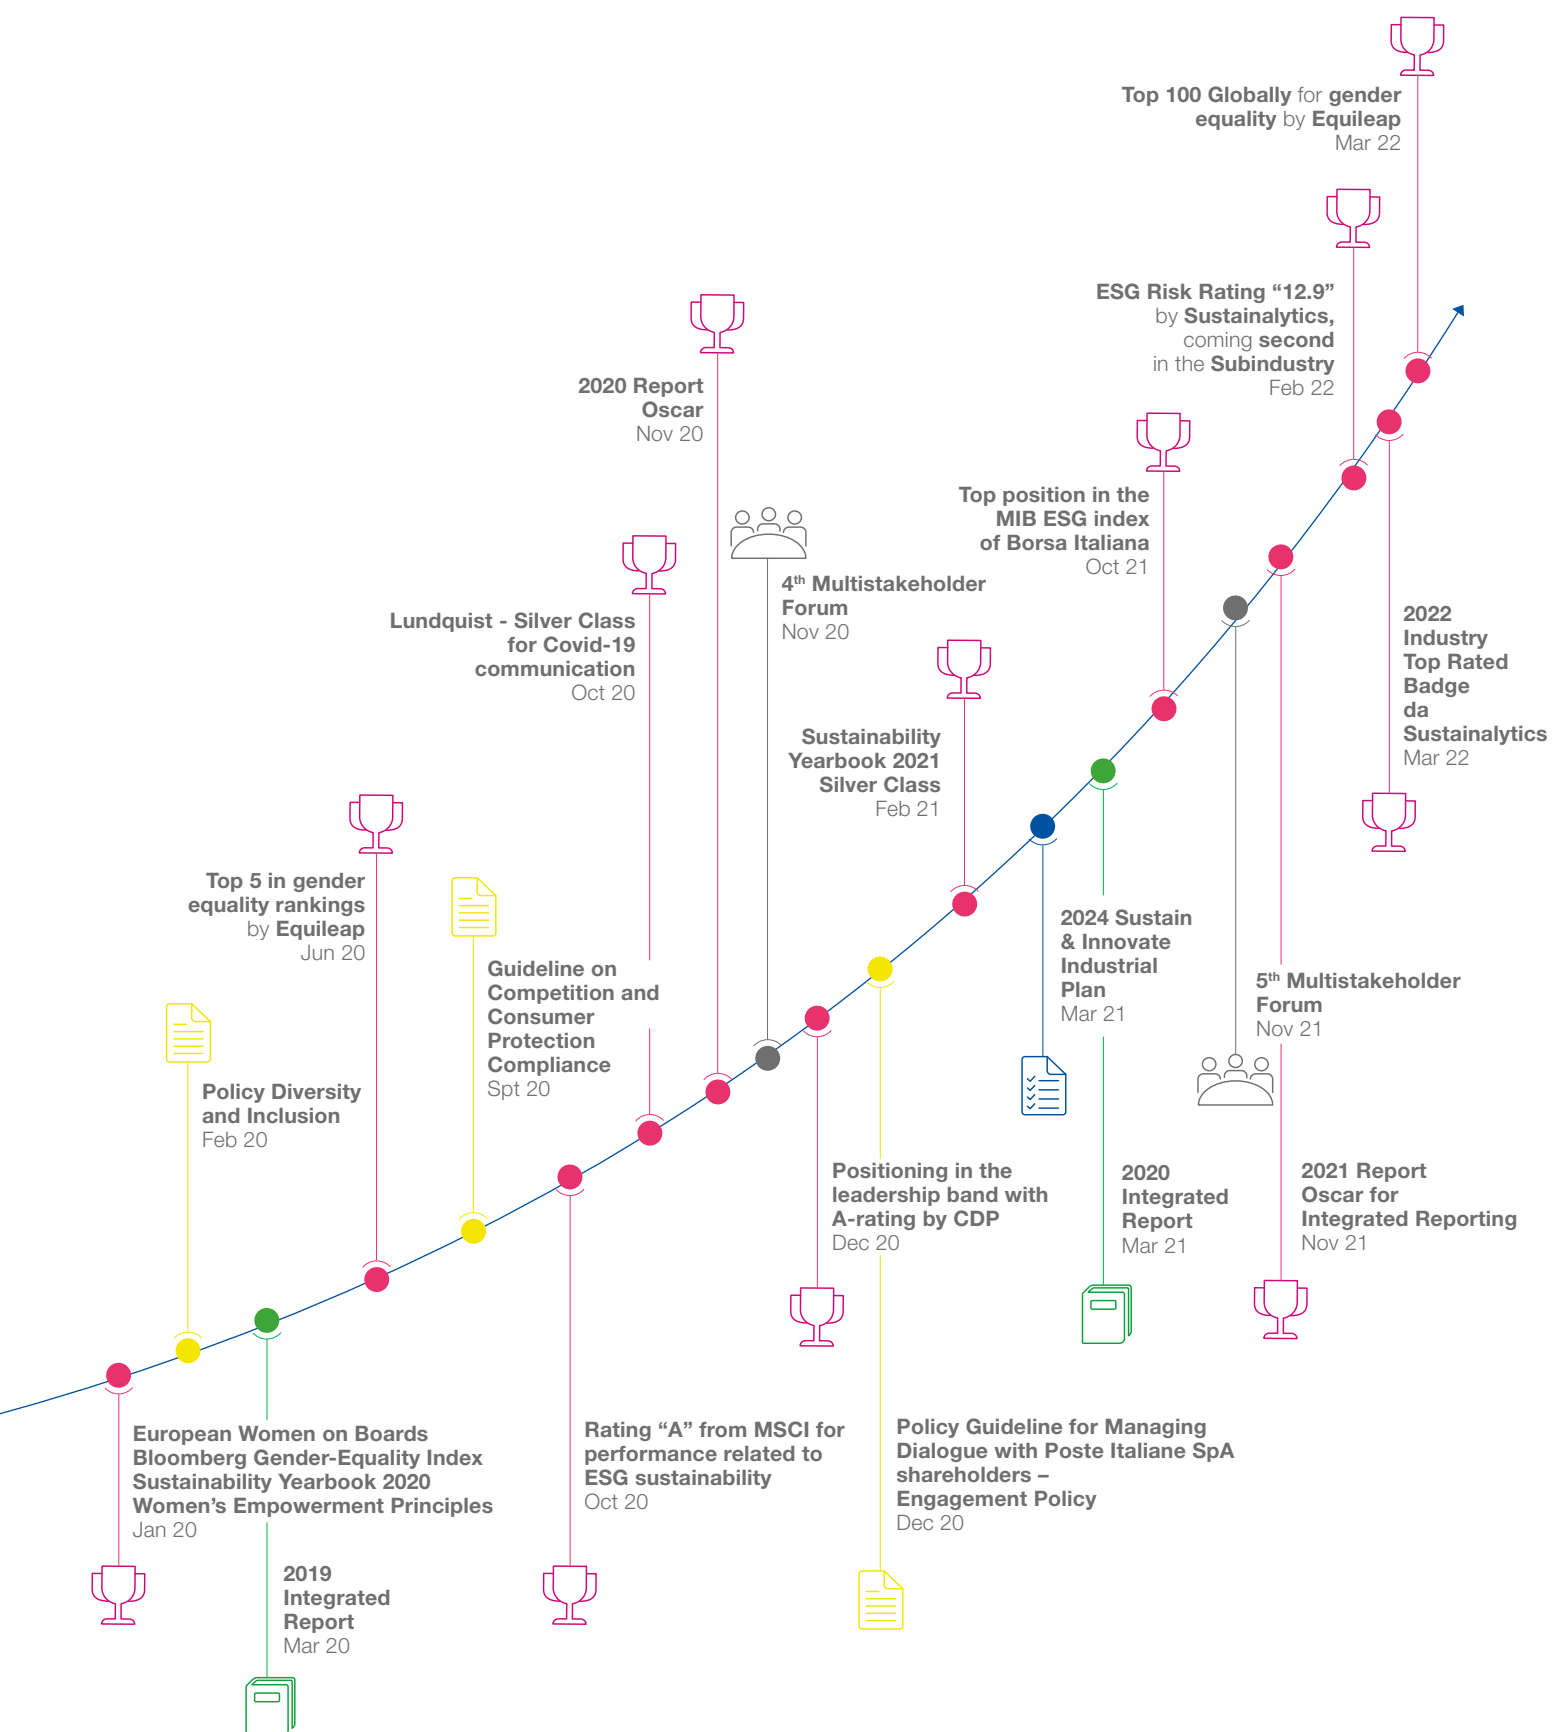 Top 100 Globally for gender
equality by Equileap
Mar 22
ESG Risk Rating “12.9”
by Sustainalytics,
coming second
in the Subindustry
Feb 22
2020 Report
Oscar
Nov 20
Top position in the
MIB ESG index
of Borsa Italiana
Oct 21
4th Multistakeholder
Forum
Nov 20
Lundquist - Silver Class
for Covid-19
communication
Oct 20
2022
Industry
Top Rated
Badge
da
Sustainalytics
Mar 22
Sustainability
Yearbook 2021
Silver Class
Feb 21
Top 5 in gender
equality rankings
by Equileap
Jun 20
2024 Sustain
& Innovate
Industrial
Plan
Mar 21
Guideline on
Competition and
Consumer
Protection
Compliance
Spt 20
5th Multistakeholder
Forum
Nov 21
Policy Diversity
and Inclusion
Feb 20
Positioning in the
leadership band with
A-rating by CDP
Dec 20
2020
Integrated
Report
Mar 21
2021 Report
Oscar for
Integrated Reporting
Nov 21
European Women on Boards
Bloomberg Gender-Equality Index
Sustainability Yearbook 2020
Women’s Empowerment Principles
Jan 20
Rating “A” from MSCI for
performance related to
ESG sustainability
Oct 20
Policy Guideline for Managing
Dialogue with Poste Italiane SpA
shareholders –
Engagement Policy
Dec 20
2019
Integrated
Report
Mar 20